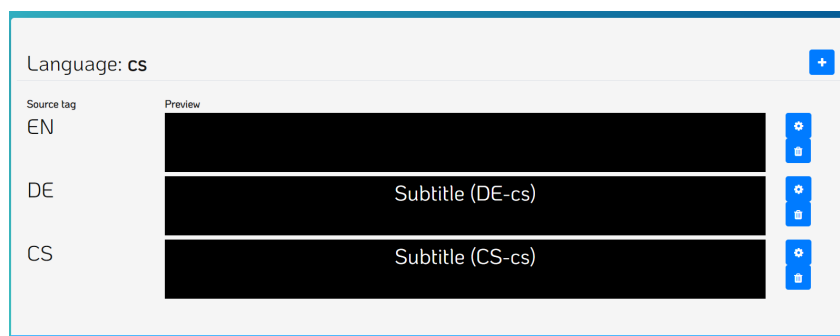 Language: cs
Source tag Preview
EN
DE Subtitle (DE-cs)
CS Subtitle (CS-cs)